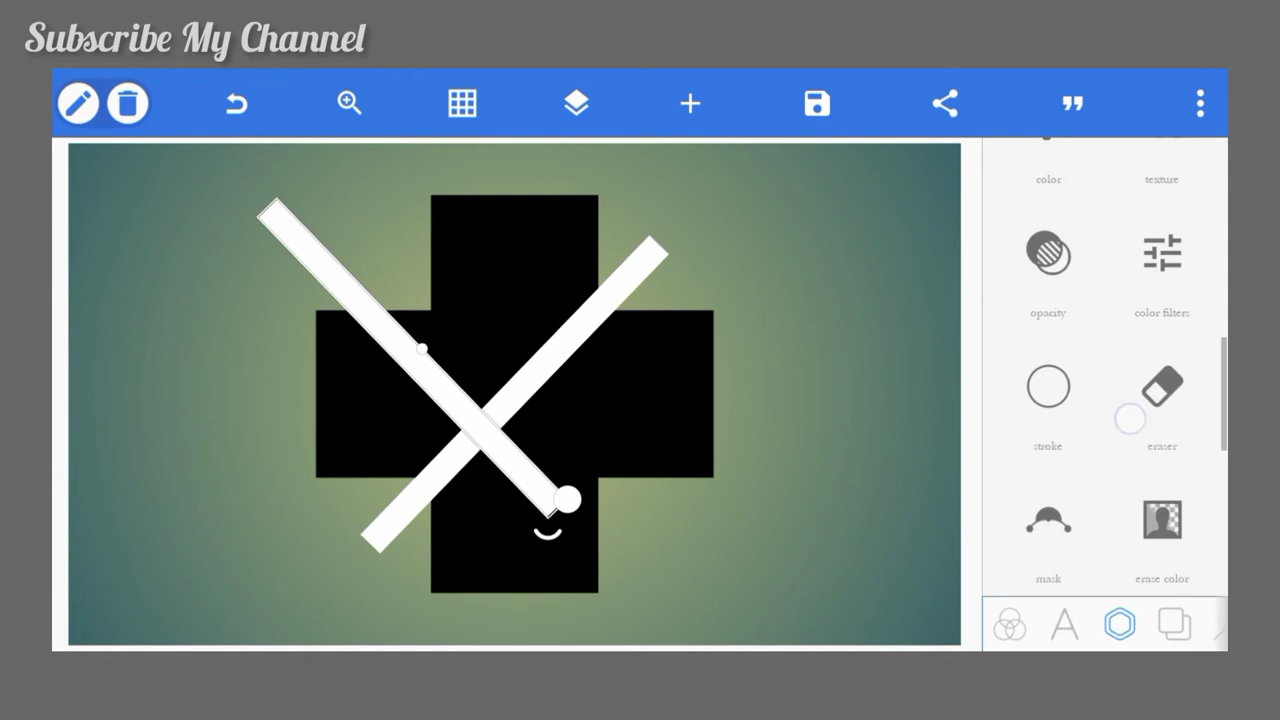 Subscribe My Channel
color
texture
opacity
color filters
stroke
eraser
mask
erase color